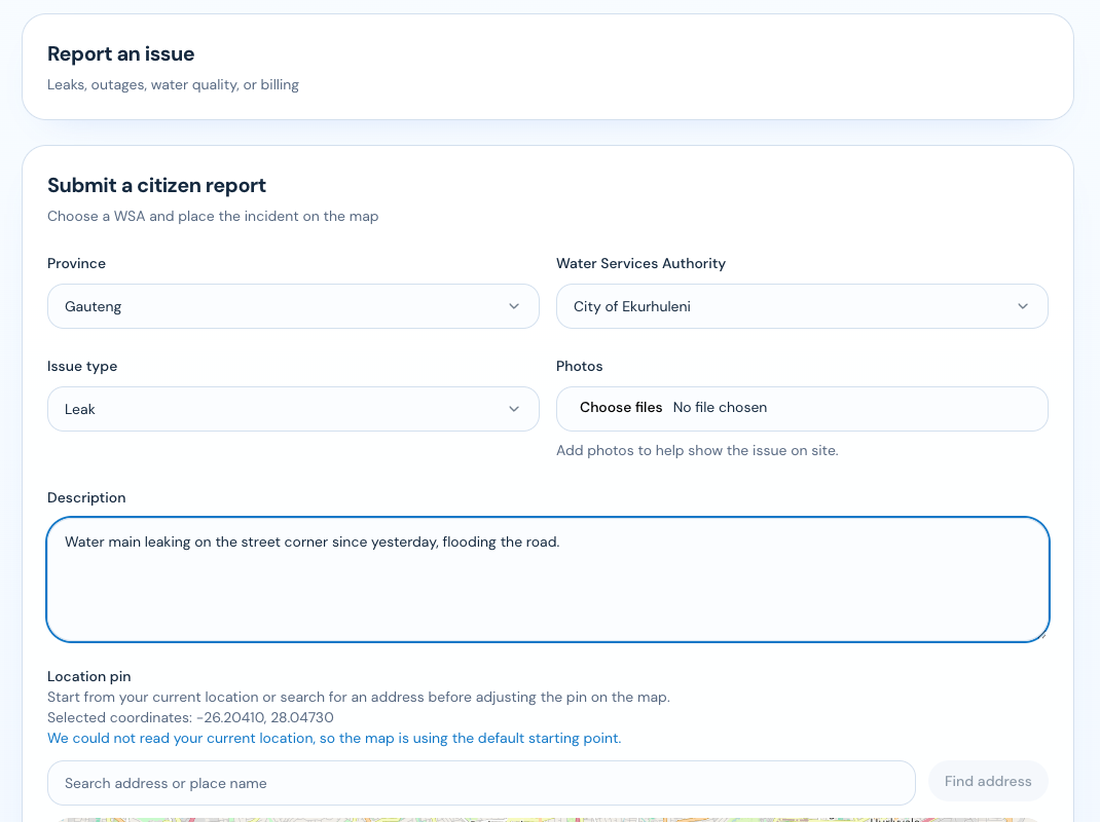 Report an issue
Leaks, outages, water quality, or billing
Submit a citizen report
Choose a WSA and place the incident on the map
Province
Water Services Authority
Gauteng
City of Ekurhuleni
Issue type
Photos
Leak
Choose files No file chosen
Add photos to help show the issue on site.
Description
Water main leaking on the street corner since yesterday, flooding the road.
Location pin
Start from your current location or search for an address before adjusting the pin on the map.
Selected coordinates: -26.20410, 28.04730
We could not read your current location, so the map is using the default starting point.
Search address or place name
Find address